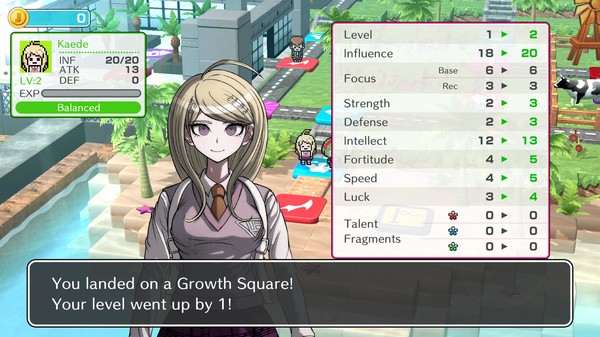 J 0
Kaede
INF 20/20
ATK 13
LV:2 DEF 0
EXP
Balanced
Level 1 ▶ 2
Influence 18 ▶ 20
Focus Base 6 ▶ 6
Rec 3 ▶ 3
Strength 2 ▶ 3
Defense 2 ▶ 3
Intellect 12 ▶ 13
Fortitude 4 ▶ 5
Speed 4 ▶ 5
Luck 3 ▶ 4
Talent Fragments 0 ▶ 0
0 ▶ 0
0 ▶ 0
You landed on a Growth Square!
Your level went up by 1!